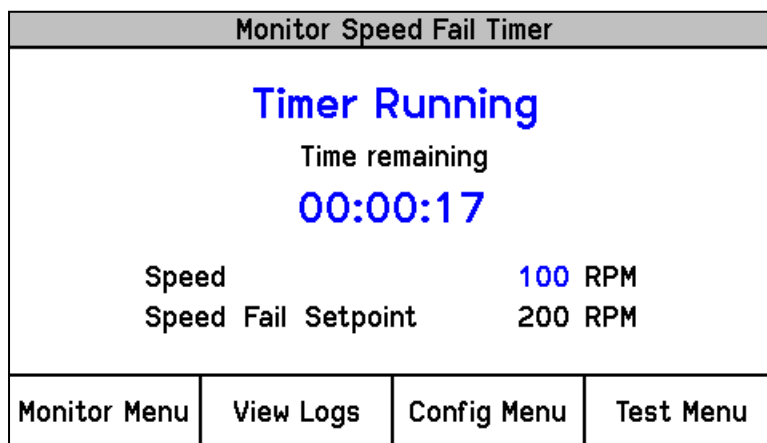 Monitor Speed Fail Timer
Timer Running
Time remaining
00:00:17
Speed 100 RPM
Speed Fail Setpoint 200 RPM
Monitor Menu View Logs Config Menu Test Menu